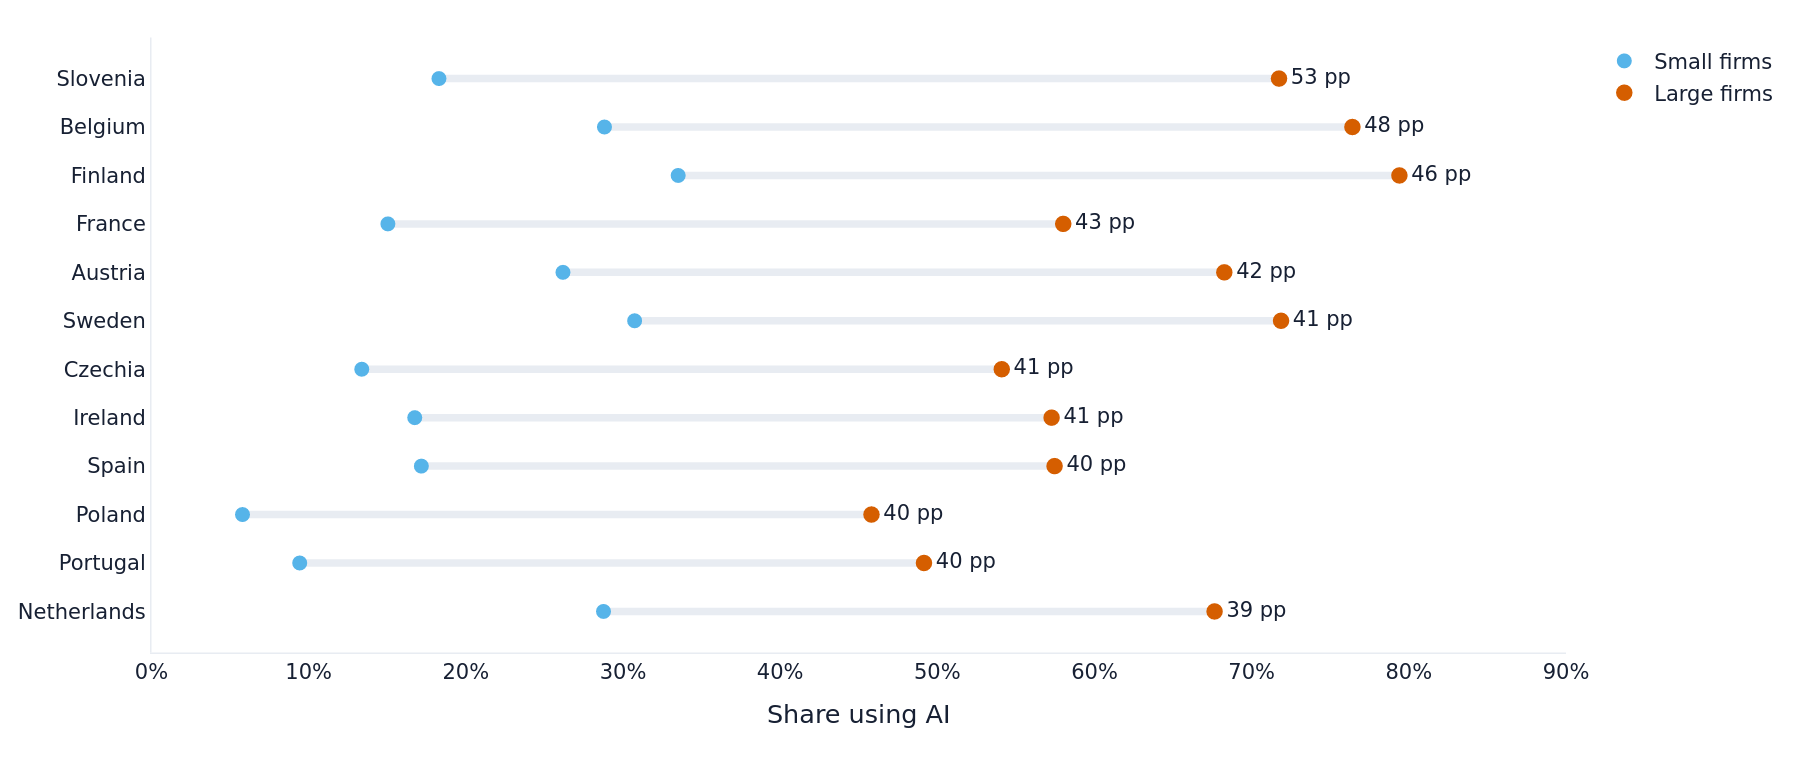 Small firms
Large firms
Slovenia 53 pp
Belgium 48 pp
Finland 46 pp
France 43 pp
Austria 42 pp
Sweden 41 pp
Czechia 41 pp
Ireland 41 pp
Spain 40 pp
Poland 40 pp
Portugal 40 pp
Netherlands 39 pp
0% 10% 20% 30% 40% 50% 60% 70% 80% 90%
Share using AI